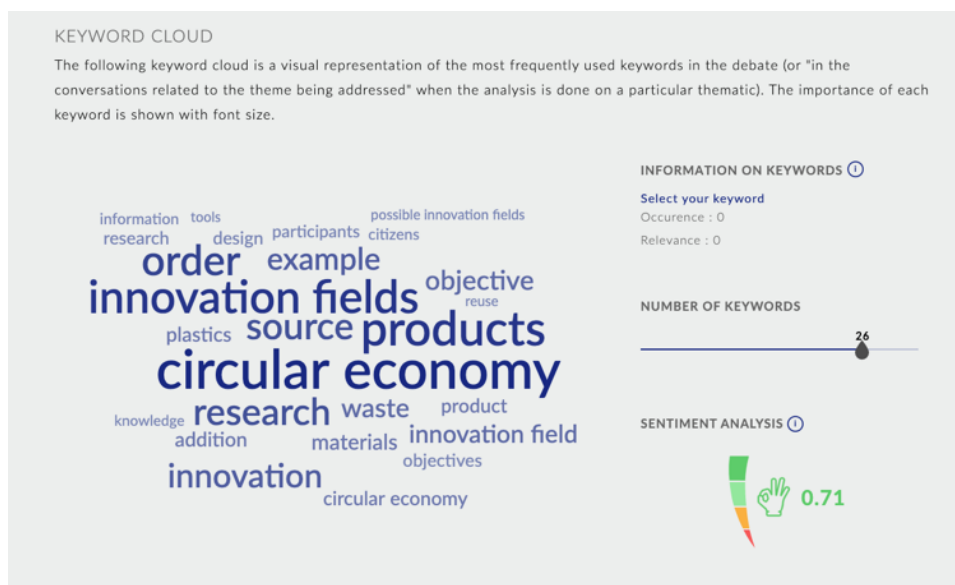 KEYWORD CLOUD
The following keyword cloud is a visual representation of the most frequently used keywords in the debate (or "in the
conversations related to the theme being addressed" when the analysis is done on a particular thematic). The importance of each
keyword is shown with font size.
INFORMATION ON KEYWORDS i
Select your keyword
Occurence : 0
Relevance : 0
NUMBER OF KEYWORDS
26
SENTIMENT ANALYSIS i
0.71
information tools possible innovation fields
research design participants citizens
order example
innovation fields objective
reuse
plastics source products
circular economy
knowledge research waste product
addition materials innovation field
objectives
innovation
circular economy